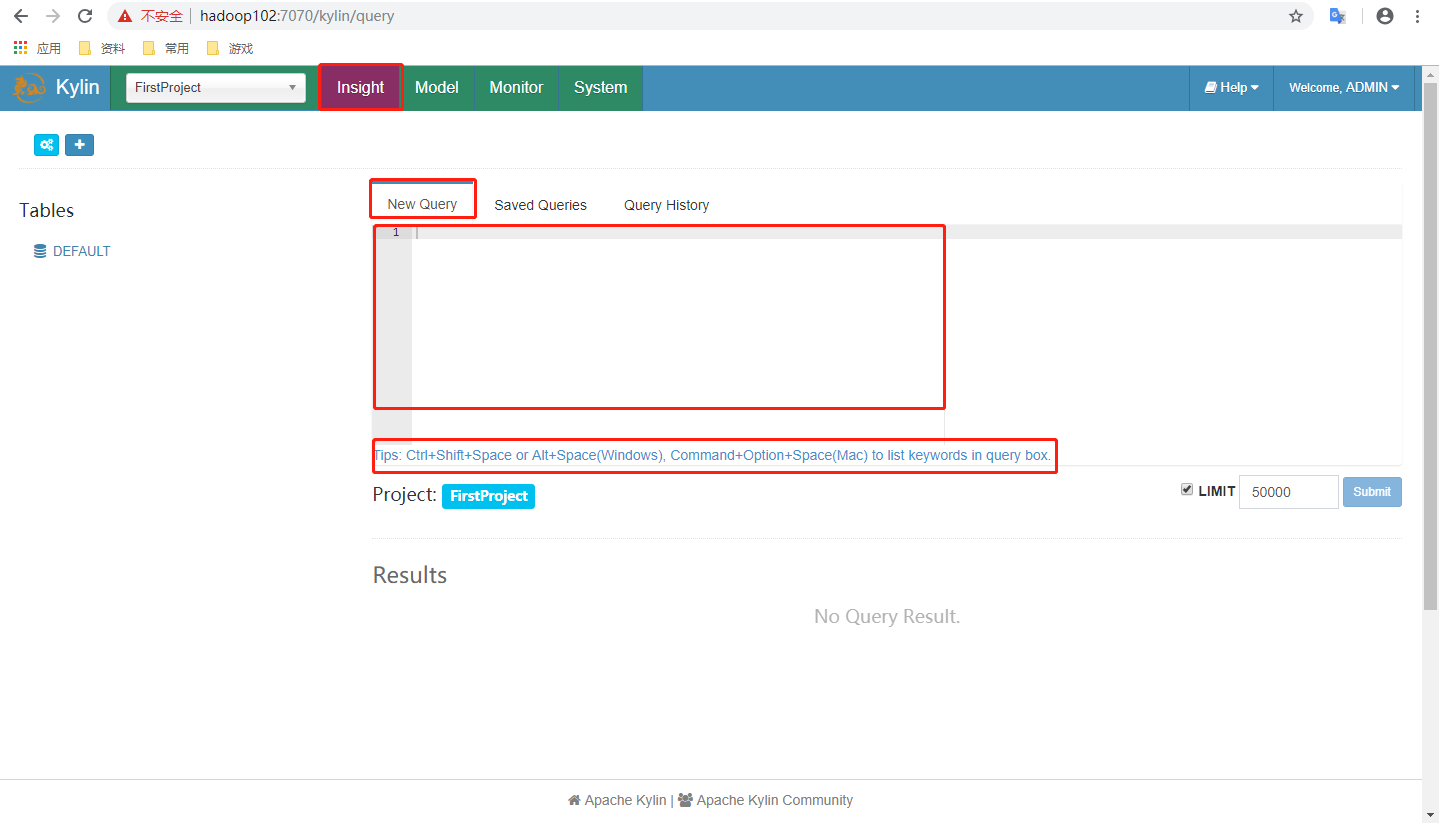 不安全 hadoop102:7070/kylin/query
应用 资料 常用 游戏
Kylin FirstProject Insight Model Monitor System Help Welcome, ADMIN
Tables
DEFAULT
New Query Saved Queries Query History
1
Tips: Ctrl+Shift+Space or Alt+Space(Windows), Command+Option+Space(Mac) to list keywords in query box.
Project: FirstProject LIMIT 50000 Submit
Results
No Query Result.
Apache Kylin | Apache Kylin Community